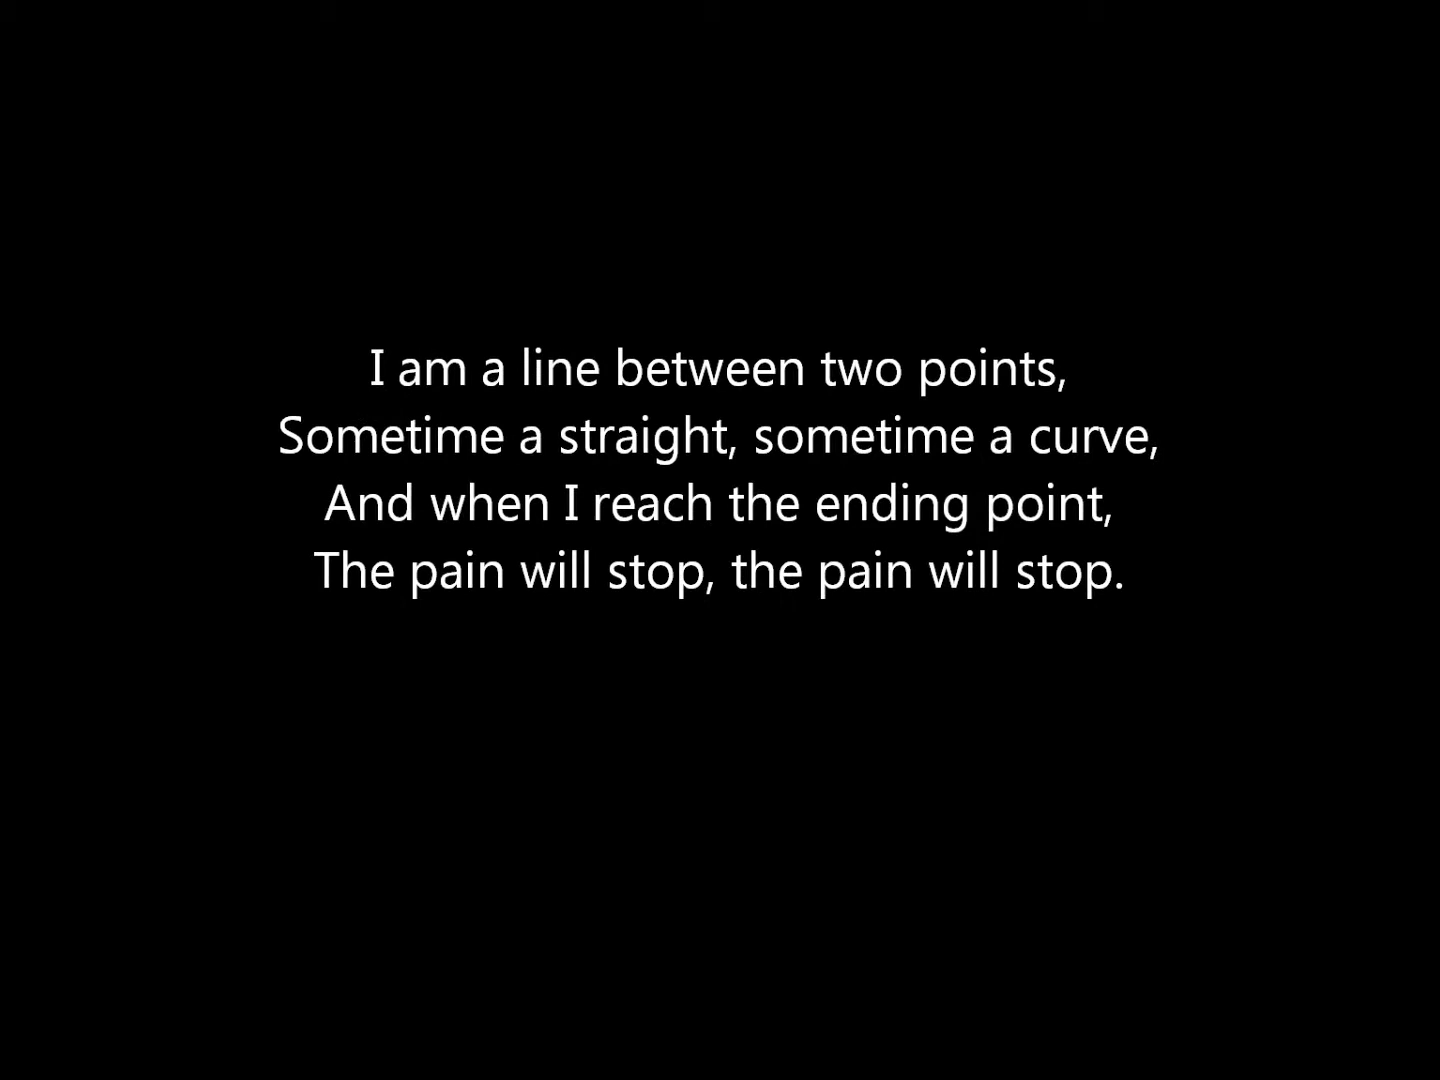 I am a line between two points,
Sometime a straight, sometime a curve,
And when I reach the ending point,
The pain will stop, the pain will stop.